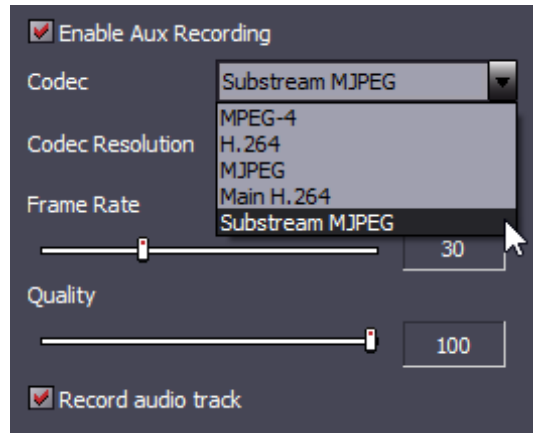 Enable Aux Recording
Codec
Substream MJPEG
MPEG-4
Codec Resolution
H.264
MJPEG
Frame Rate
Main H.264
Substream MJPEG
30
Quality
100
Record audio track